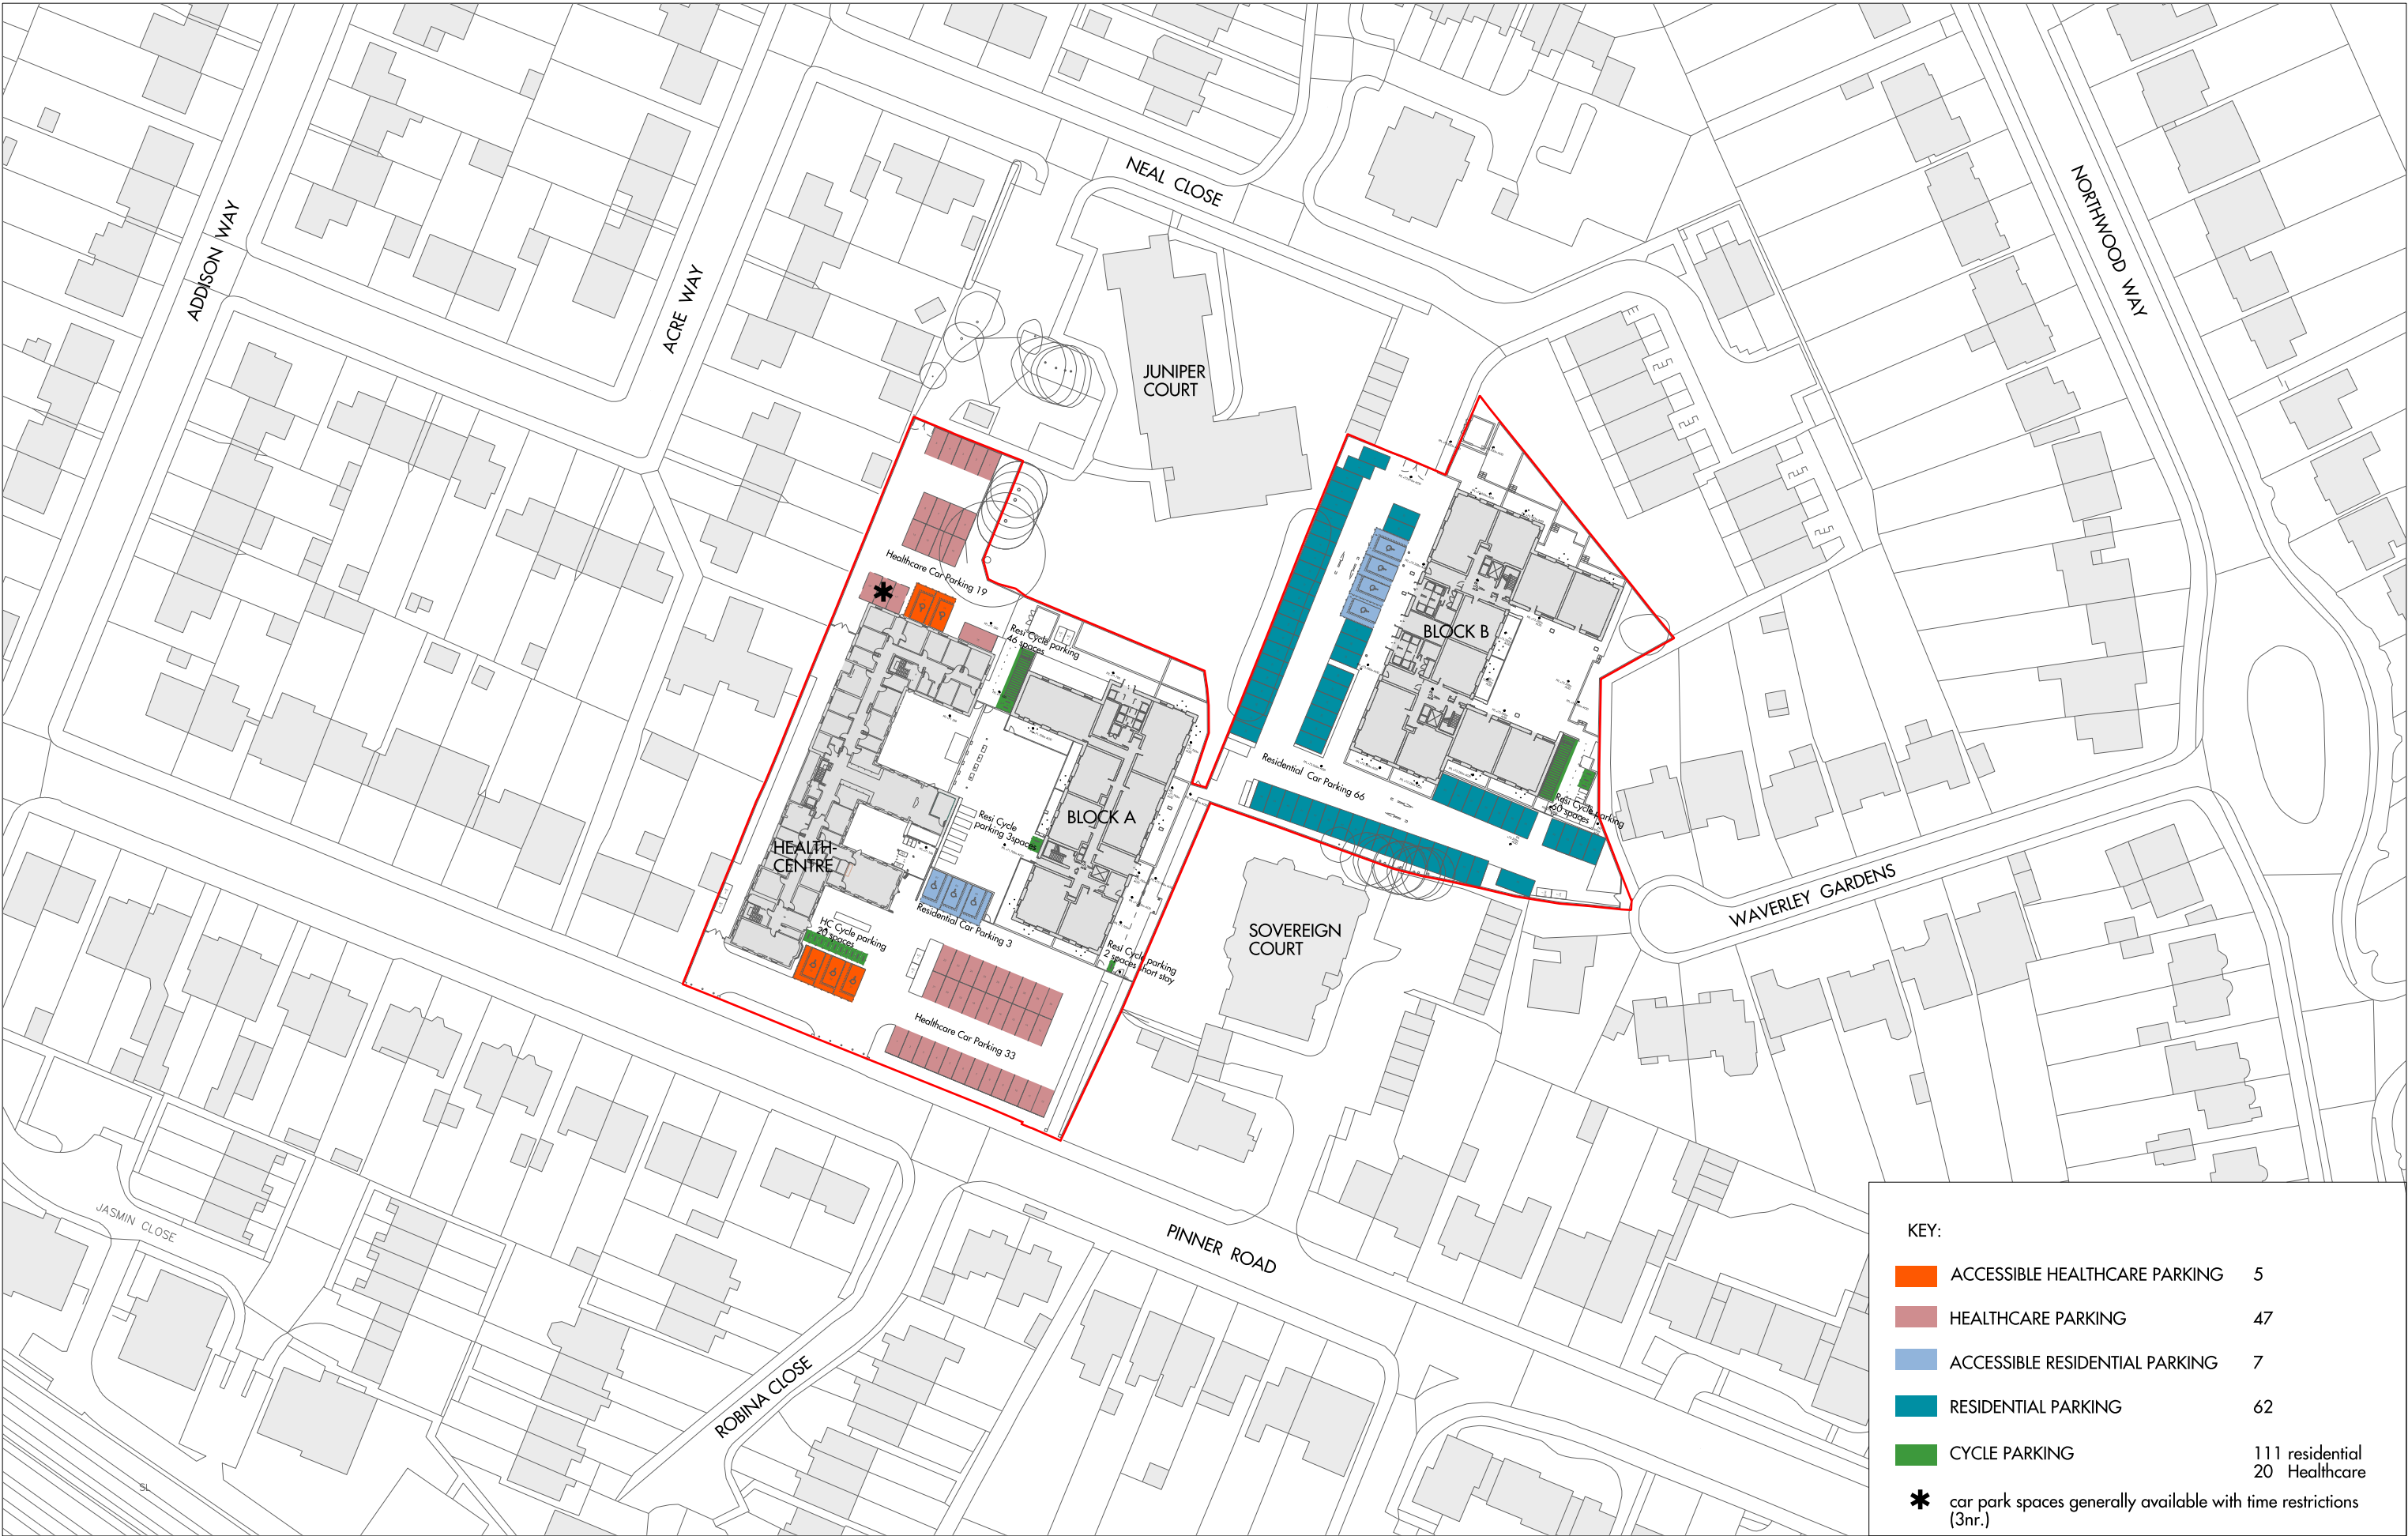 NEAL CLOSE
NORTHWOOD WAY
ADDISON WAY
ACRE WAY
JUNIPER
COURT
Healthcare Car Parking 19
Resi Cycle parking
46 spaces
BLOCK B
Residential Car Parking 66
Resi Cycle parking
60 spaces
Resi Cycle
parking 3spaces
BLOCK A
HEALTH-
CENTRE
WAVERLEY GARDENS
Residential Car Parking 3
HC Cycle parking
20 spaces
SOVEREIGN
COURT
Resi Cycle parking
2 spaces short stay
Healthcare Car Parking 33
JASMIN CLOSE
PINNER ROAD
ROBINA CLOSE
SL
KEY:
ACCESSIBLE HEALTHCARE PARKING 5
HEALTHCARE PARKING 47
ACCESSIBLE RESIDENTIAL PARKING 7
RESIDENTIAL PARKING 62
CYCLE PARKING 111 residential
20 Healthcare
* car park spaces generally available with time restrictions
(3nr.)